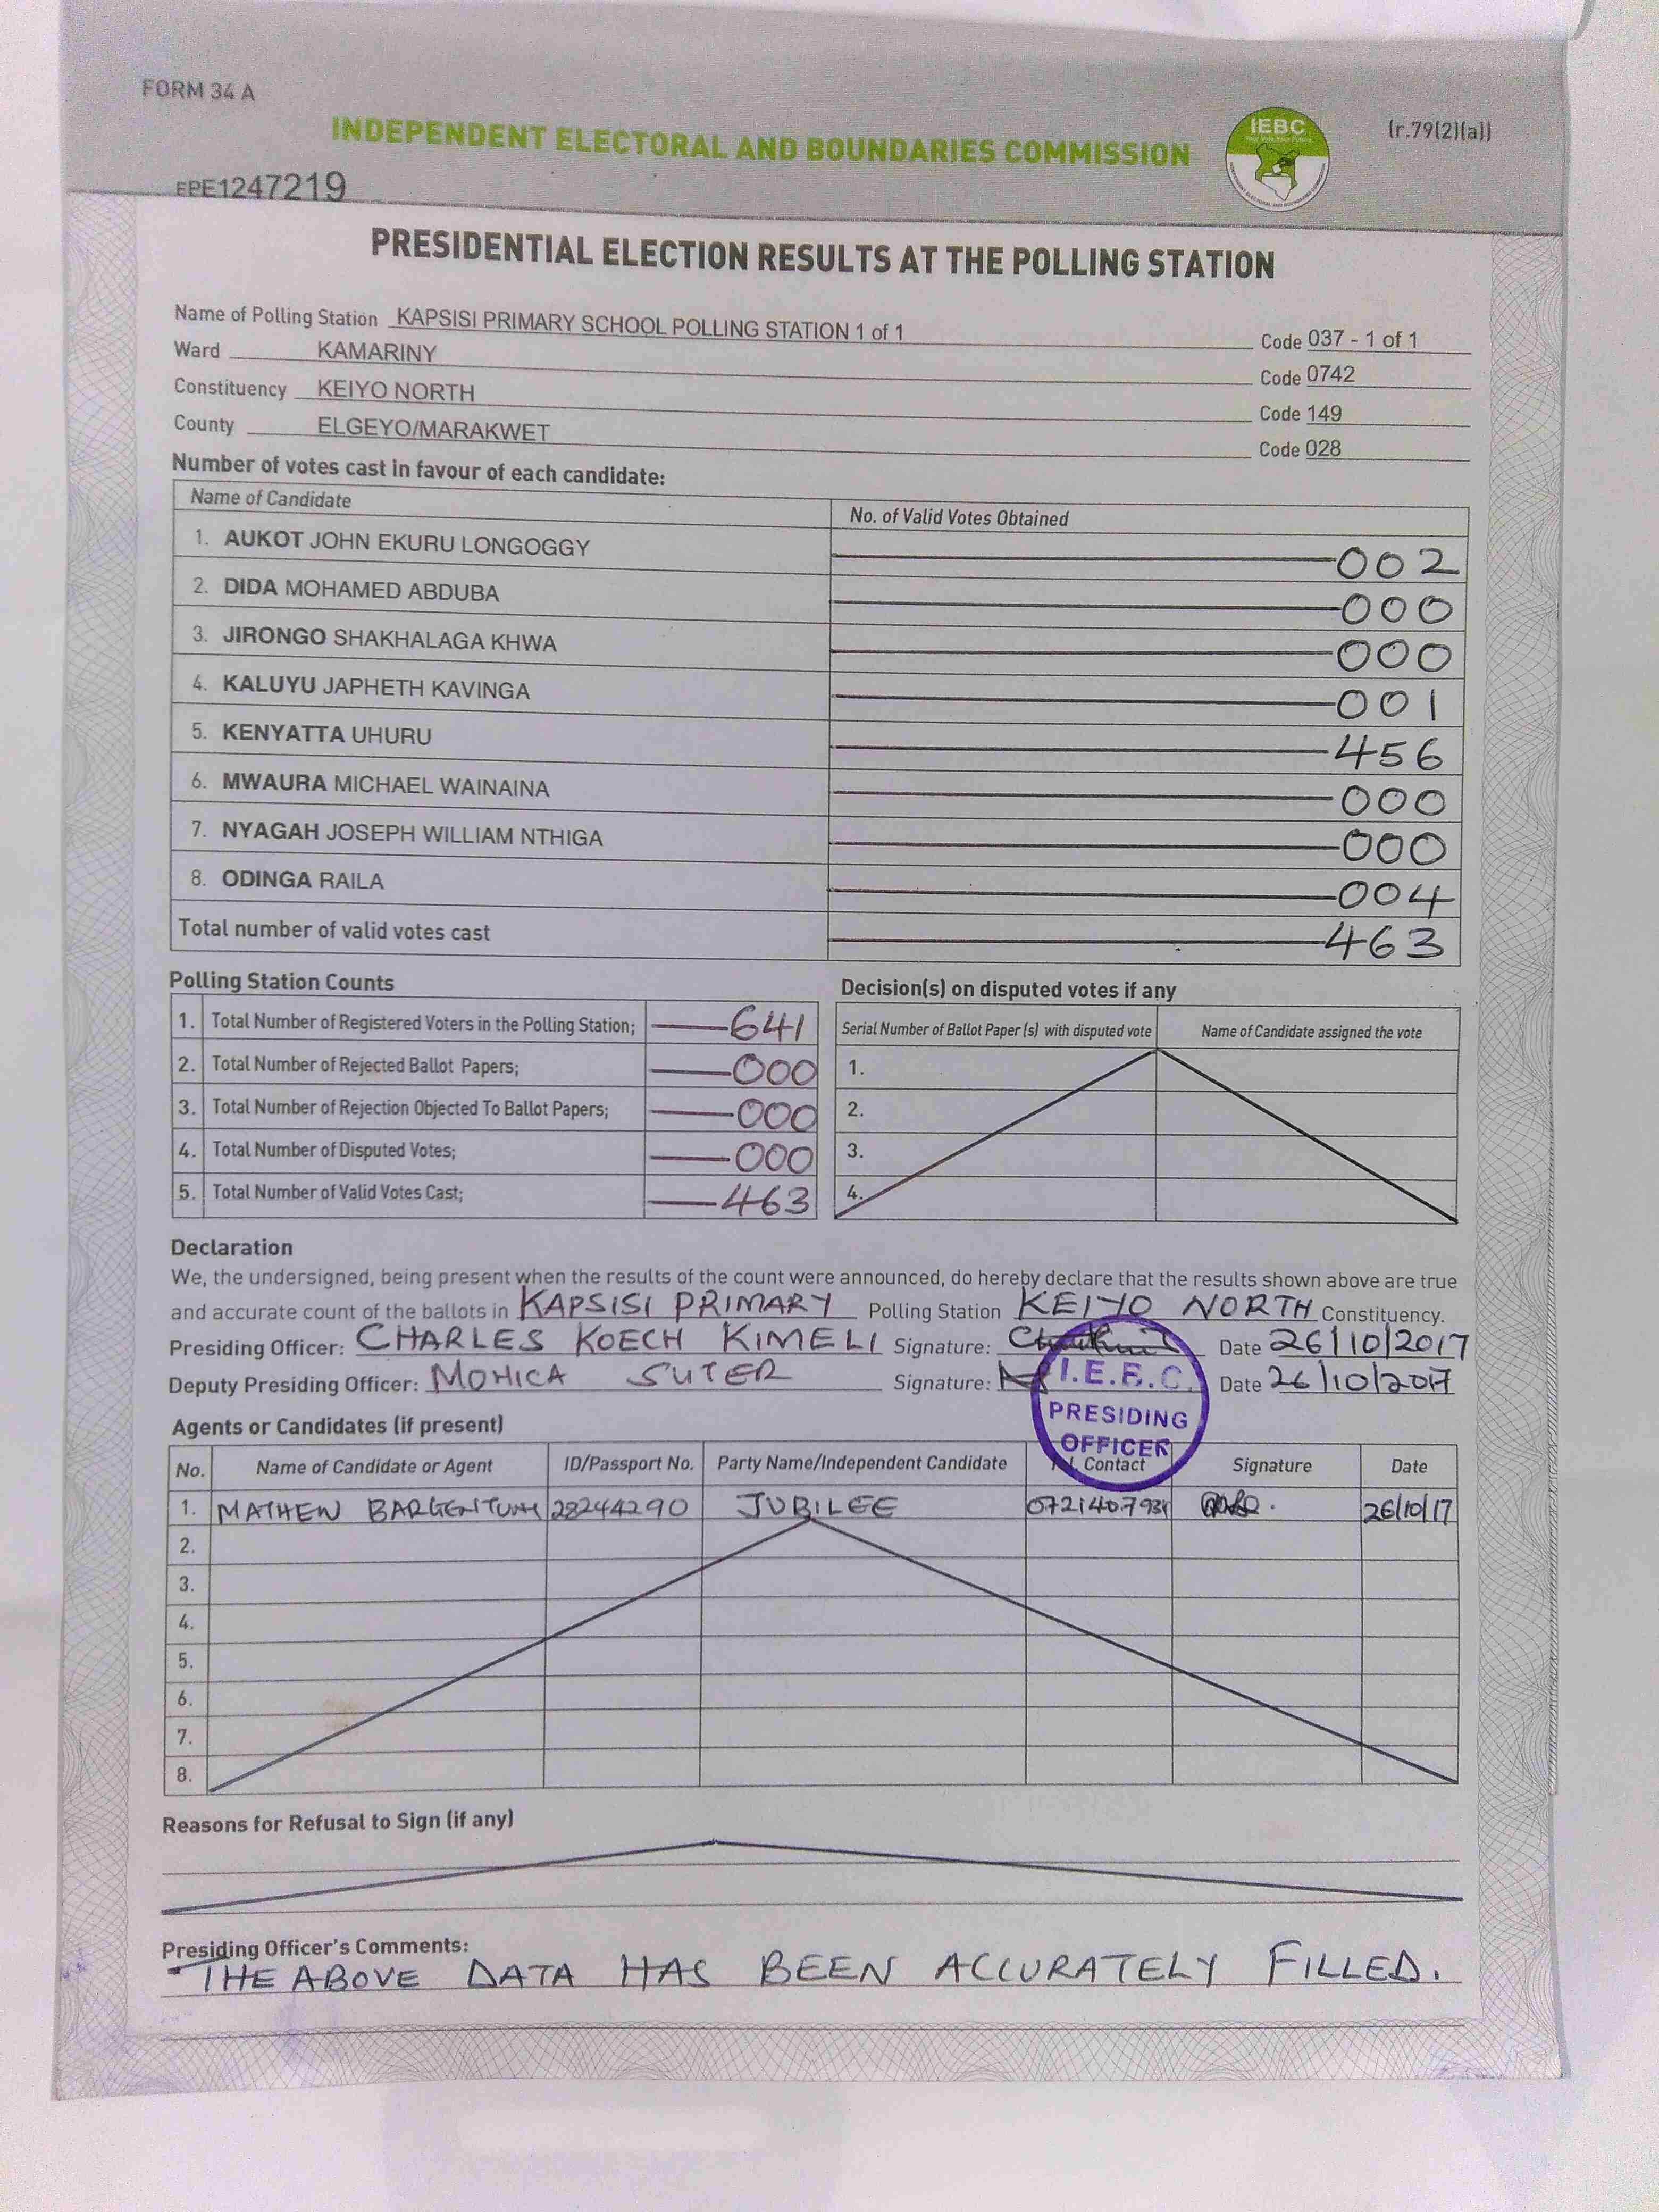 FORM 34 A
INDEPENDENT ELECTORAL AND BOUNDARIES COMMISSION
IEBC
(r.79(2)(a))
EPE1247219
PRESIDENTIAL ELECTION RESULTS AT THE POLLING STATION
Name of Polling Station KAPSISI PRIMARY SCHOOL POLLING STATION 1 of 1 Code 037 - 1 of 1
Ward KAMARINY Code 0742
Constituency KEIYO NORTH Code 149
County ELGEYO/MARAKWET Code 028
Number of votes cast in favour of each candidate:
Name of Candidate No. of Valid Votes Obtained
1. AUKOT JOHN EKURU LONGOGGY 002
2. DIDA MOHAMED ABDUBA 000
3. JIRONGO SHAKHALAGA KHWA 000
4. KALUYU JAPHETH KAVINGA 001
5. KENYATTA UHURU 456
6. MWAURA MICHAEL WAINAINA 000
7. NYAGAH JOSEPH WILLIAM NTHIGA 000
8. ODINGA RAILA 004
Total number of valid votes cast 463
Polling Station Counts
1. Total Number of Registered Voters in the Polling Station; 641
2. Total Number of Rejected Ballot Papers; 000
3. Total Number of Rejection Objected To Ballot Papers; 000
4. Total Number of Disputed Votes; 000
5. Total Number of Valid Votes Cast; 463
Decision(s) on disputed votes if any
Serial Number of Ballot Paper (s) with disputed vote Name of Candidate assigned the vote
1.
2.
3.
4.
Declaration
We, the undersigned, being present when the results of the count were announced, do hereby declare that the results shown above are true
and accurate count of the ballots in KAPSISI PRIMARY Polling Station KEIYO NORTH Constituency.
Presiding Officer: CHARLES KOECH KIMELI Signature: Date 26/10/2017
Deputy Presiding Officer: MONICA SUTER Signature: Date 26/10/2017
I.E.B.C.
PRESIDING
OFFICER
Agents or Candidates (if present)
No. Name of Candidate or Agent ID/Passport No. Party Name/Independent Candidate Tel. Contact Signature Date
1. MATHEW 28244290 JUBILEE 26/10/17
2.
3.
4.
5.
6.
7.
8.
Reasons for Refusal to Sign (if any)
Presiding Officer's Comments:
THE ABOVE DATA HAS BEEN ACCURATELY FILLED.